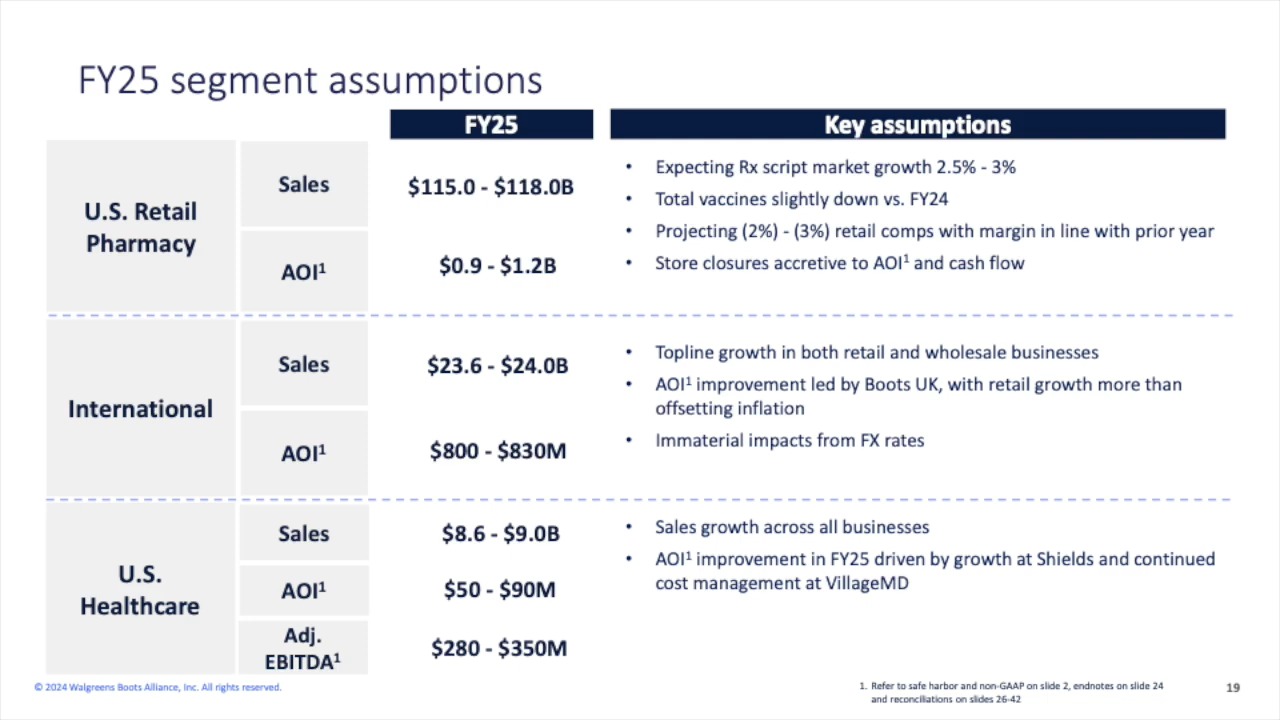 FY25 segment assumptions
FY25
Key assumptions
U.S. Retail
Pharmacy
Sales
$115.0 - $118.0B
AOI¹
$0.9 - $1.2B
• Expecting Rx script market growth 2.5% - 3%
• Total vaccines slightly down vs. FY24
• Projecting (2%) - (3%) retail comps with margin in line with prior year
• Store closures accretive to AOI¹ and cash flow
International
Sales
$23.6 - $24.0B
AOI¹
$800 - $830M
• Topline growth in both retail and wholesale businesses
• AOI¹ improvement led by Boots UK, with retail growth more than
offsetting inflation
• Immaterial impacts from FX rates
U.S.
Healthcare
Sales
$8.6 - $9.0B
AOI¹
$50 - $90M
Adj.
EBITDA¹
$280 - $350M
• Sales growth across all businesses
• AOI¹ improvement in FY25 driven by growth at Shields and continued
cost management at VillageMD
© 2024 Walgreens Boots Alliance, Inc. All rights reserved.
1. Refer to safe harbor and non-GAAP on slide 2, endnotes on slide 24
and reconciliations on slides 26-42
19